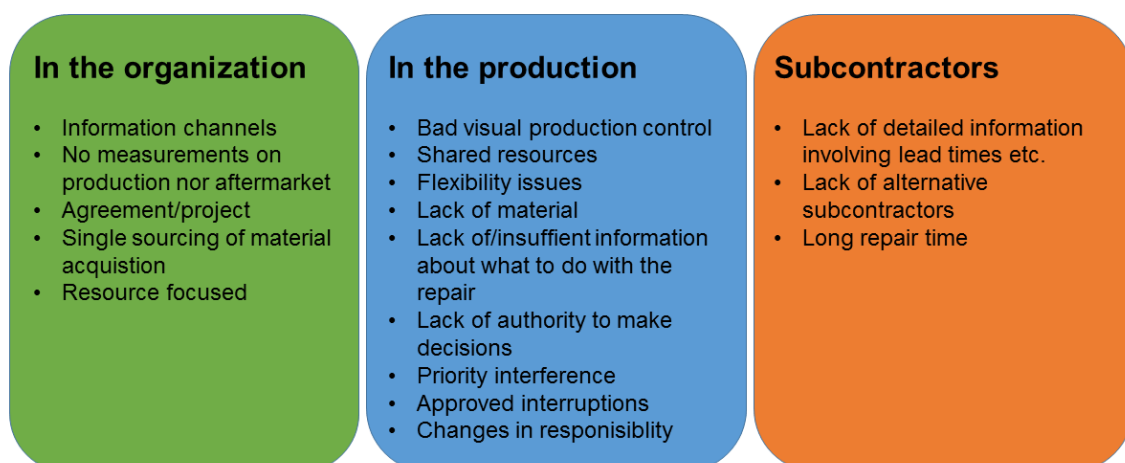 In the organization
• Information channels
• No measurements on
production nor aftermarket
• Agreement/project
• Single sourcing of material
acquistion
• Resource focused
In the production
• Bad visual production control
• Shared resources
• Flexibility issues
• Lack of material
• Lack of/insuffient information
about what to do with the
repair
• Lack of authority to make
decisions
• Priority interference
• Approved interruptions
• Changes in responisiblity
Subcontractors
• Lack of detailed information
involving lead times etc.
• Lack of alternative
subcontractors
• Long repair time